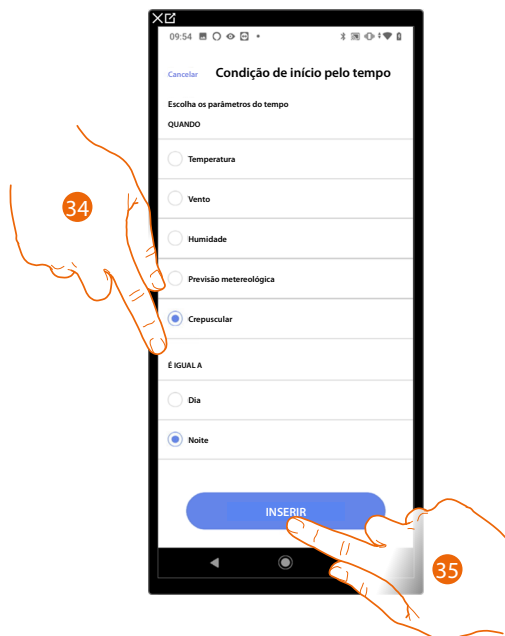 09:54
Cancelar Condição de início pelo tempo
Escolha os parâmetros do tempo
QUANDO
Temperatura
Vento
34
Humidade
Previsão metereológica
Crepuscular
É IGUAL A
Dia
Noite
INSERIR
35